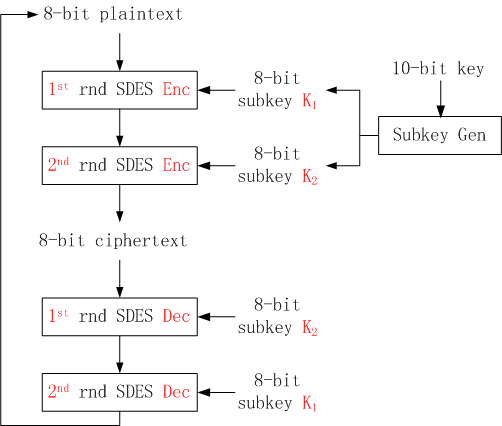 8-bit plaintext
1st rnd SDES Enc
8-bit
subkey K1
10-bit key
Subkey Gen
2nd rnd SDES Enc
8-bit
subkey K2
8-bit ciphertext
1st rnd SDES Dec
8-bit
subkey K2
2nd rnd SDES Dec
8-bit
subkey K1